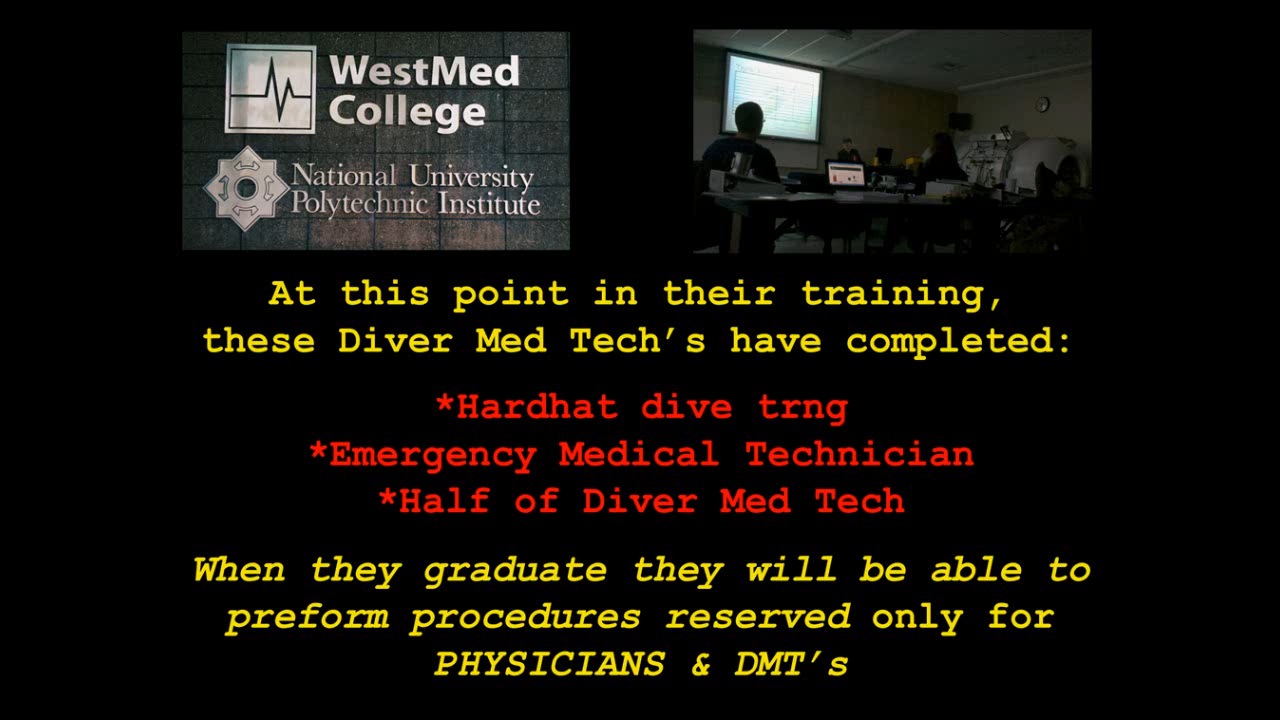 WestMed
College
National University
Polytechnic Institute
At this point in their training,
these Diver Med Tech’s have completed:
*Hardhat dive trng
*Emergency Medical Technician
*Half of Diver Med Tech
When they graduate they will be able to
preform procedures reserved only for
PHYSICIANS & DMT’s